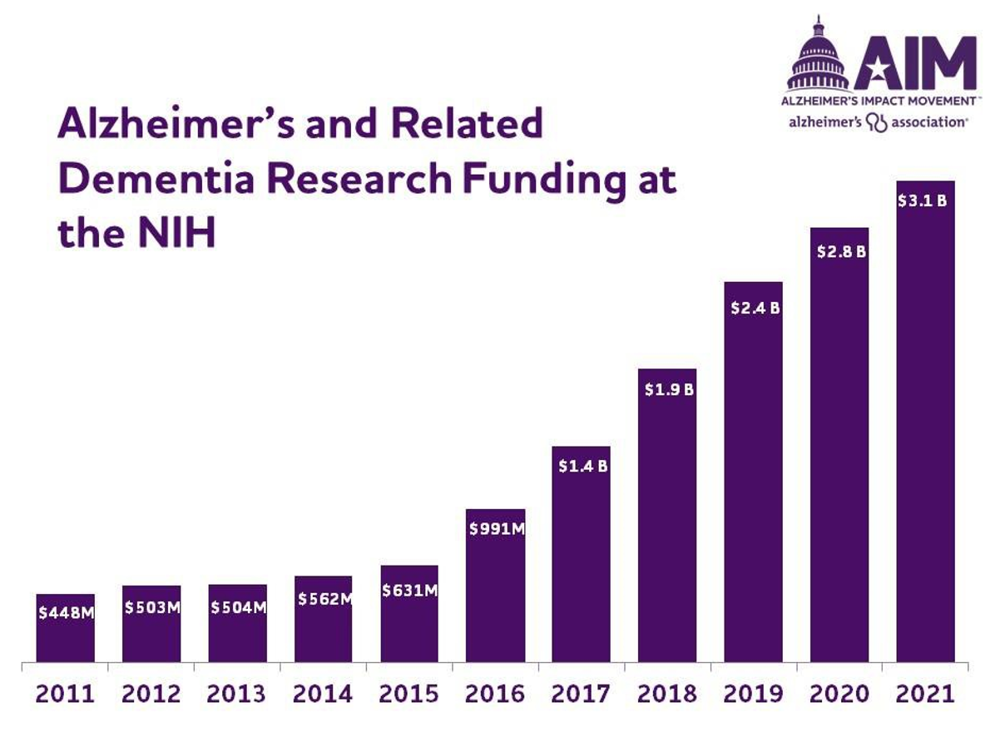 AIM
ALZHEIMER'S IMPACT MOVEMENT™
alzheimer's association®
Alzheimer's and Related
Dementia Research Funding at
the NIH
$448M
$503M
$504M
$562M
$631M
$991M
$1.4 B
$1.9 B
$2.4 B
$2.8 B
$3.1 B
2011 2012 2013 2014 2015 2016 2017 2018 2019 2020 2021